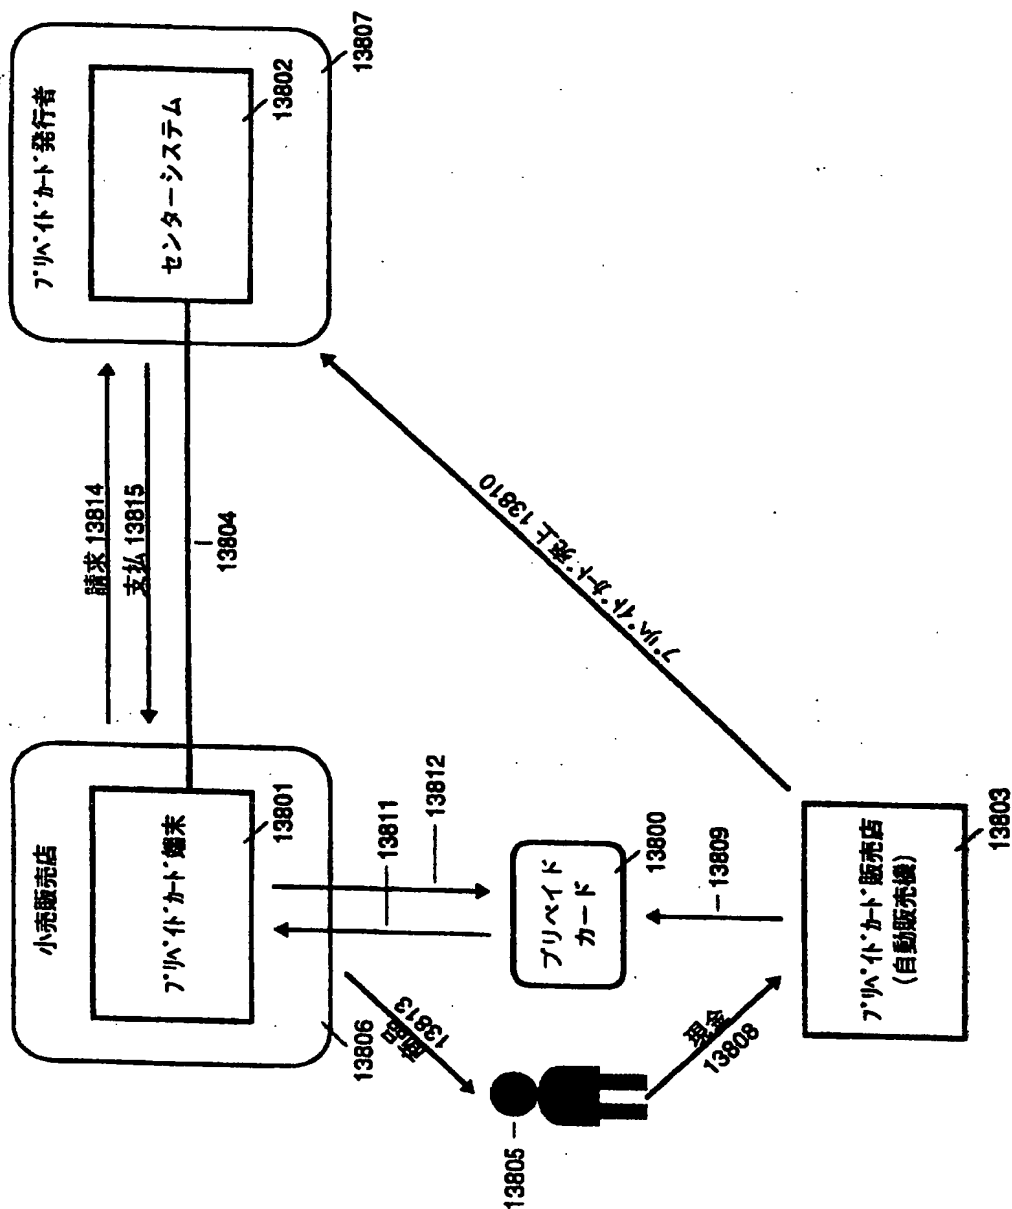 小売販売店
プリペイドカード端末
13801
13806
請求 13814
支払 13815
13804
プリペイドカード発行者
センターシステム
13802
13807
13811
13812
商品
13813
13805
プリペイド
カード
13800
13809
現金
13808
プリペイドカード売上 13810
プリペイドカード販売店
(自動販売機)
13803